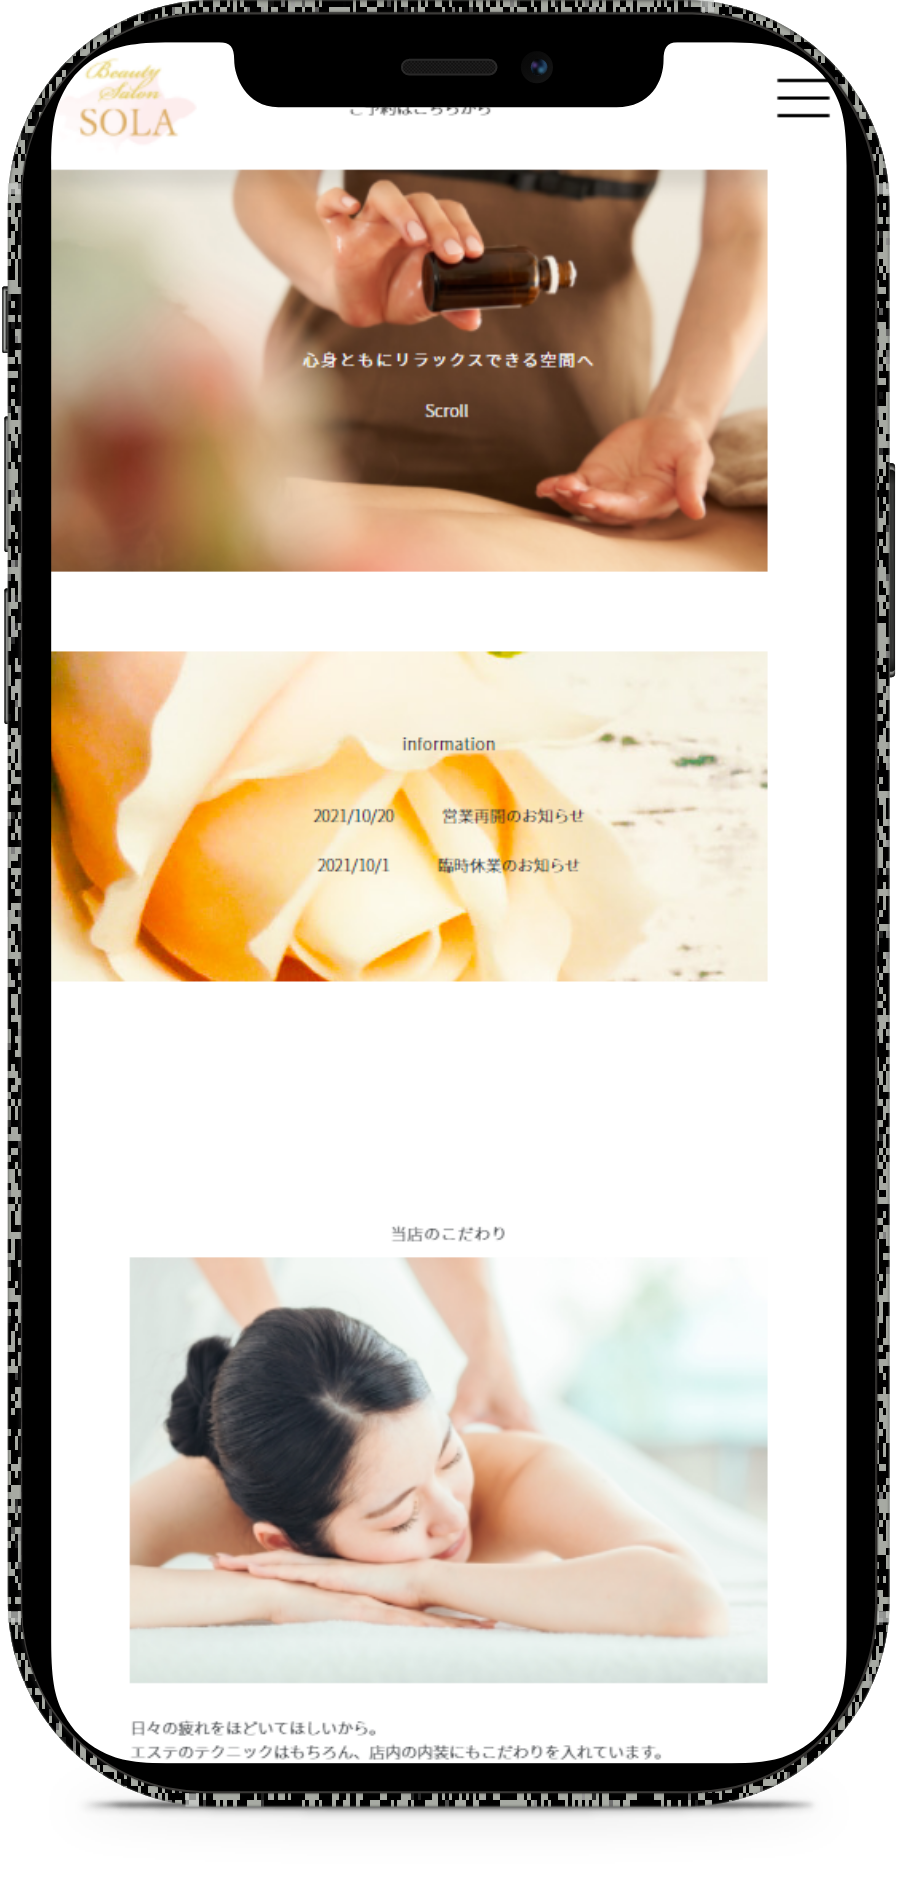 Beauty
Salon
SOLA
ご予約はこちらから
心身ともにリラックスできる空間へ
Scroll
information
2021/10/20 営業再開のお知らせ
2021/10/1 臨時休業のお知らせ
当店のこだわり
日々の疲れをほどいてほしいから。
エステのテクニックはもちろん、店内の内装にもこだわりを入れています。